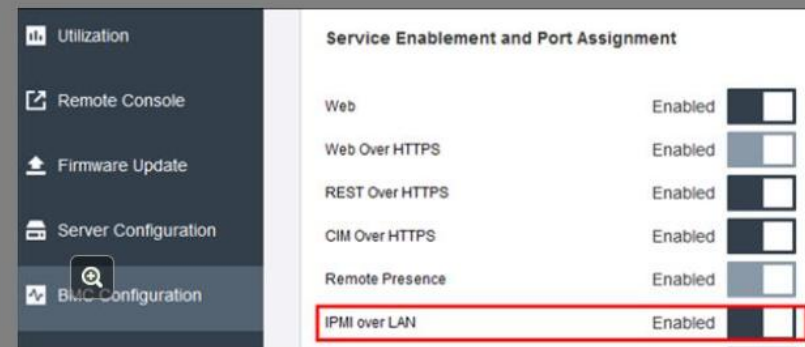 Utilization
Remote Console
Firmware Update
Server Configuration
BMC Configuration
Service Enablement and Port Assignment
Web Enabled
Web Over HTTPS Enabled
REST Over HTTPS Enabled
CIM Over HTTPS Enabled
Remote Presence Enabled
IPMI over LAN Enabled